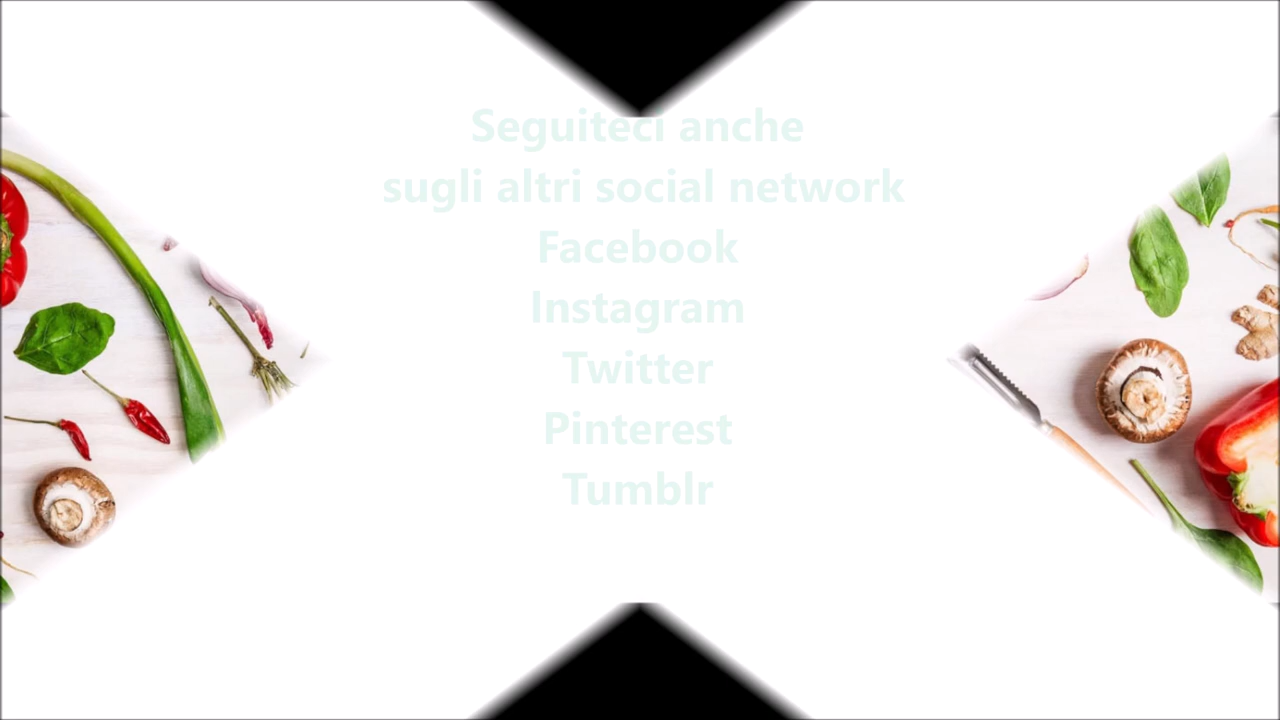 Seguiteci anche
sugli altri social network
Facebook
Instagram
Twitter
Pinterest
Tumblr